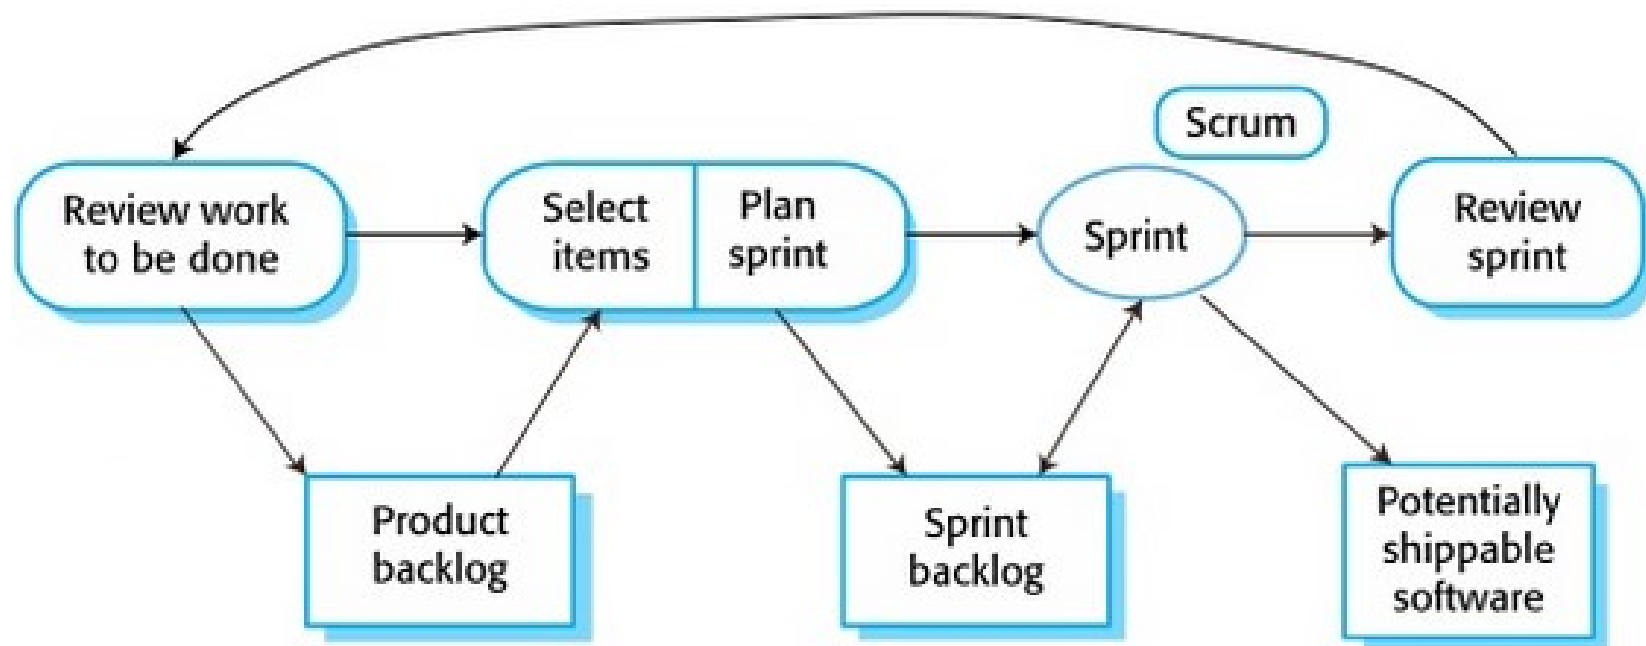 Scrum
Review work
to be done
Select
items
Plan
sprint
Sprint
Review
sprint
Product
backlog
Sprint
backlog
Potentially
shippable
software